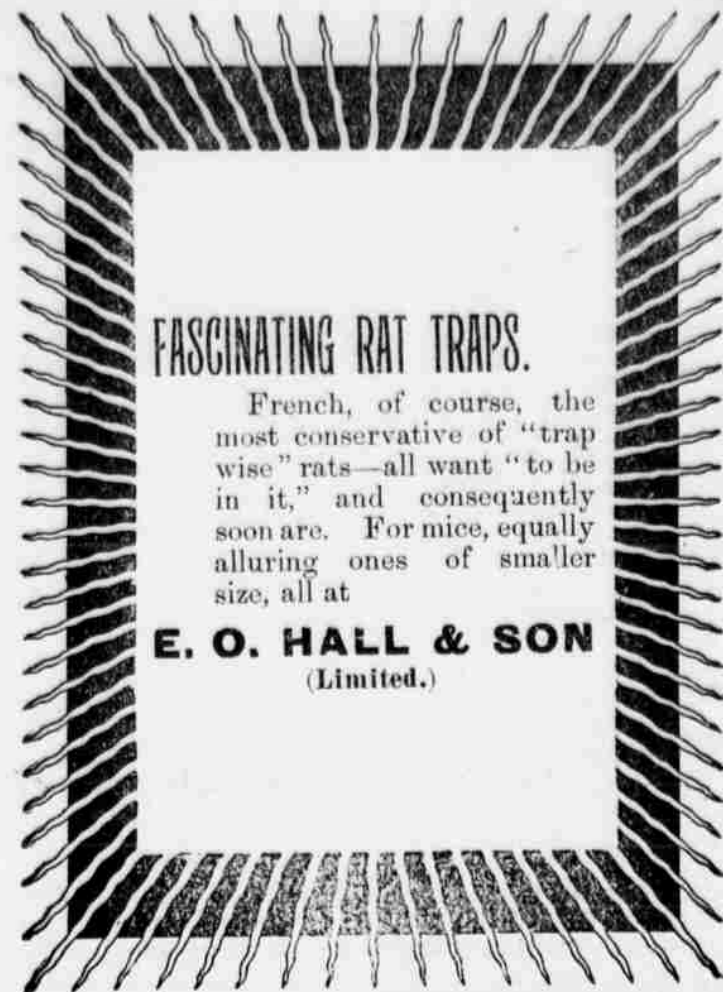 FASCINATING RAT TRAPS.
French, of course, the
most conservative of “trap
wise” rats—all want “to be
in it,” and consequently
soon are. For mice, equally
alluring ones of smaller
size, all at
E. O. HALL & SON
(Limited.)